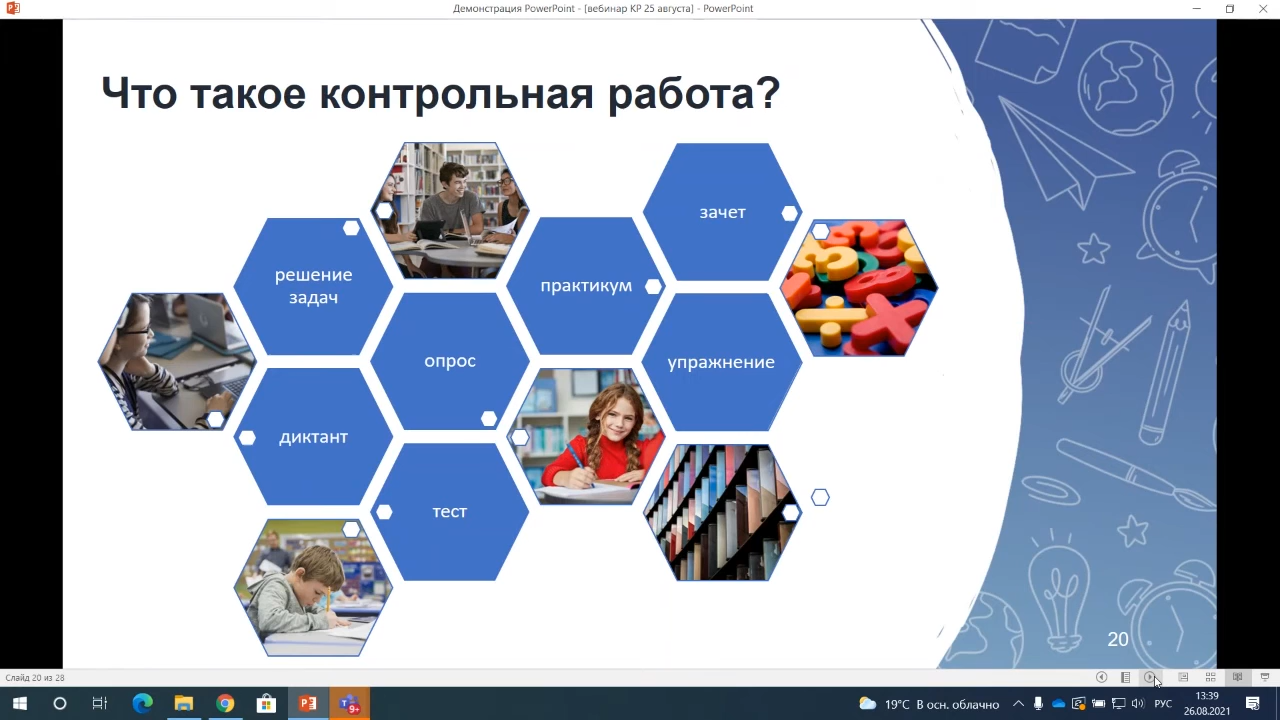 Демонстрация PowerPoint - [вебинар КР 25 августа] - PowerPoint
Что такое контрольная работа?
зачет
решение
задач
практикум
опрос
упражнение
диктант
тест
20
Слайд 20 из 28
9+
19°C В осн. облачно
РУС
13:39
26.08.2021